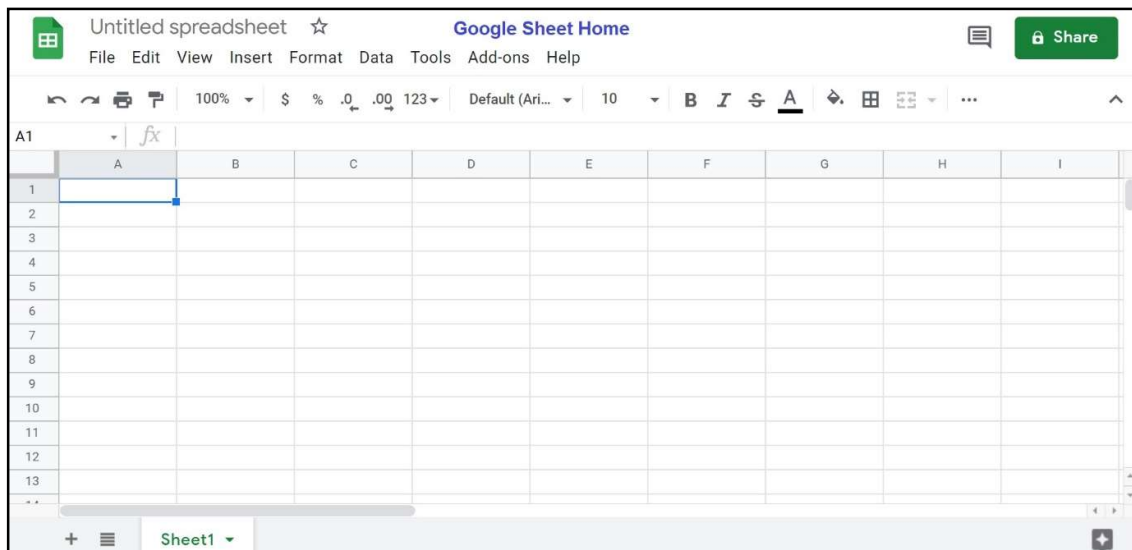 Untitled spreadsheet
Google Sheet Home
Share
File Edit View Insert Format Data Tools Add-ons Help
100% $ % .0 .00 123 Default (Ari... 10 B I S A ...
A1 fx
A B C D E F G H I
1
2
3
4
5
6
7
8
9
10
11
12
13
+ Sheet1